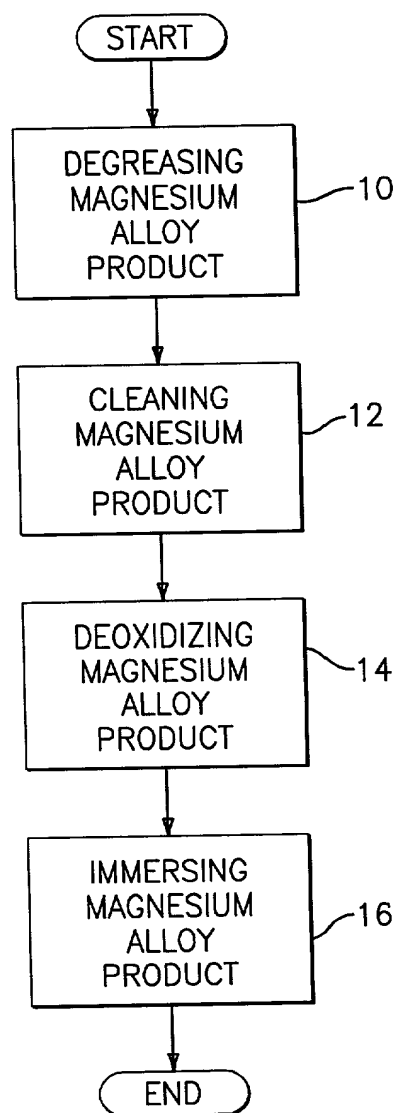 START
DEGREASING
MAGNESIUM
ALLOY
PRODUCT
10
CLEANING
MAGNESIUM
ALLOY
PRODUCT
12
DEOXIDIZING
MAGNESIUM
ALLOY
PRODUCT
14
IMMERSING
MAGNESIUM
ALLOY
PRODUCT
16
END